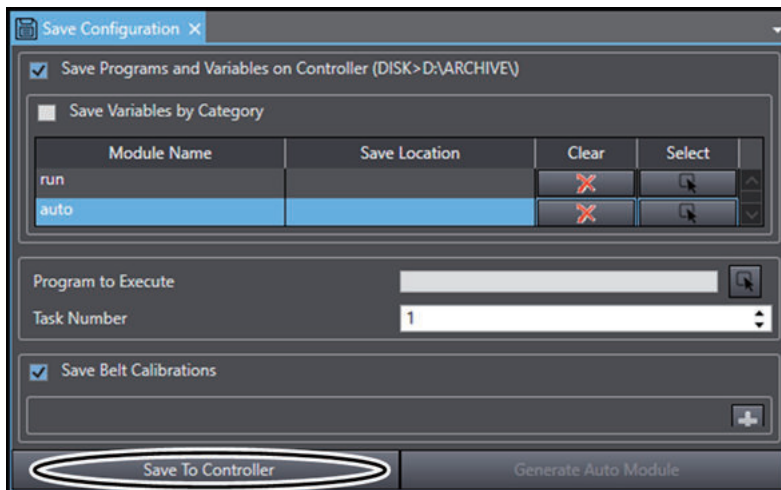 Save Configuration
Save Programs and Variables on Controller (DISK>D:\ARCHIVE\)
Save Variables by Category
Module Name Save Location Clear Select
run
auto
Program to Execute
Task Number 1
Save Belt Calibrations
Save To Controller Generate Auto Module